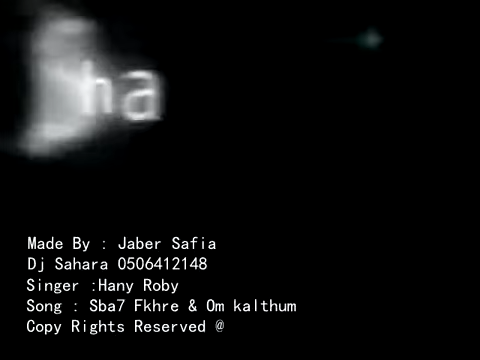 ha
Made By : Jaber Safia
Dj Sahara 0506412148
Singer :Hany Roby
Song : Sba7 Fkhre & Om kalthum
Copy Rights Reserved @